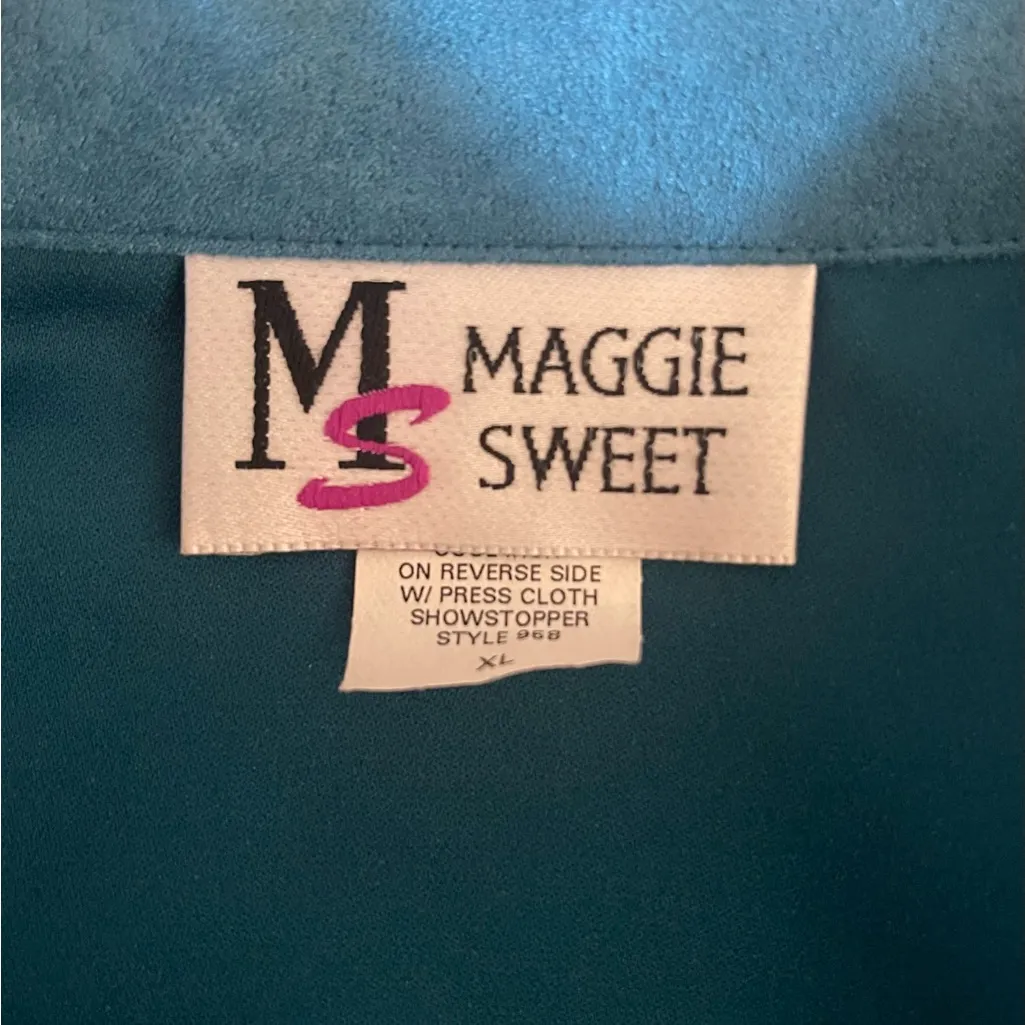 MS
MAGGIE
SWEET
ON REVERSE SIDE
W/ PRESS CLOTH
SHOWSTOPPER
STYLE 968
XL